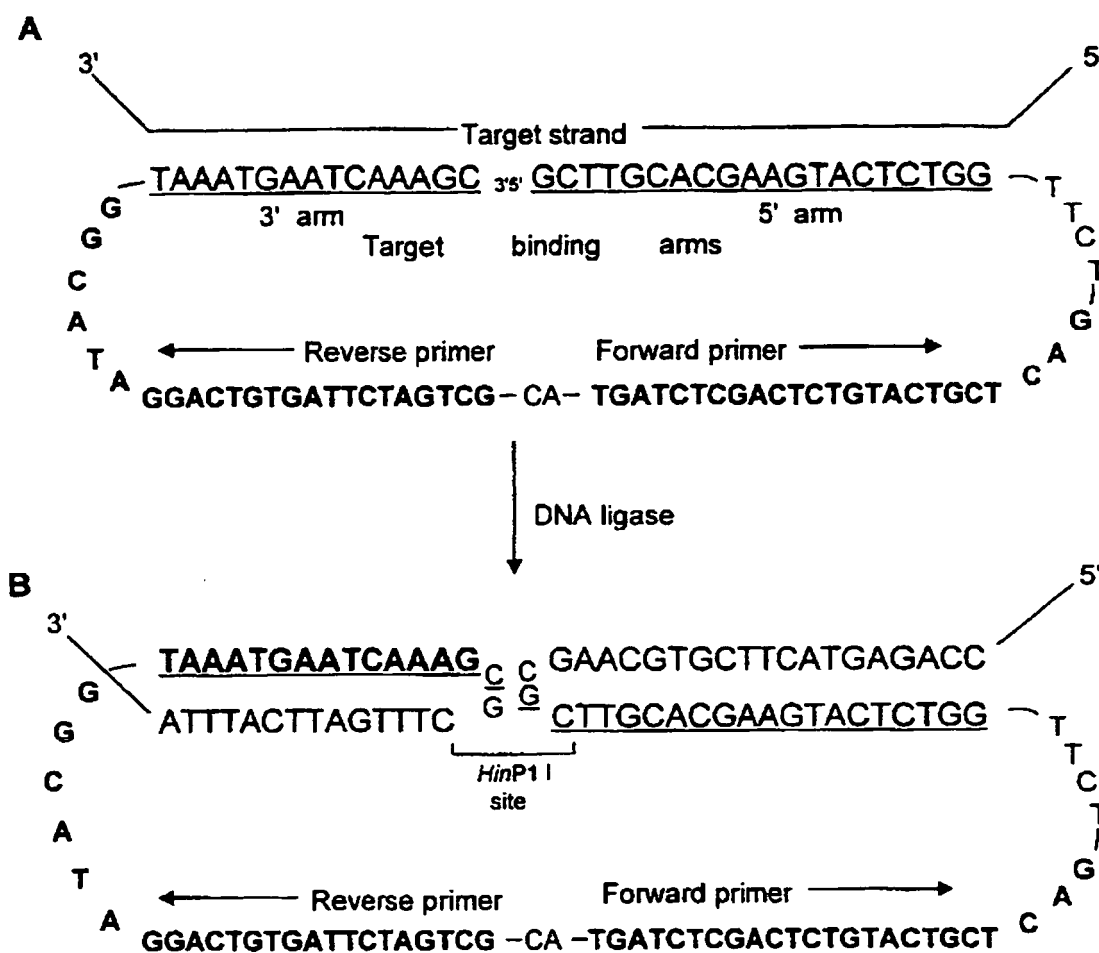 A
3'
5'
Target strand
TAAATGAATCAAAGC 3'5' GCTTGCACGAAGTACTCTGG
3' arm 5' arm
Target binding arms
G
G
C
A
T
A
T
T
C
T
G
A
C
Reverse primer Forward primer
GGACTGTGATTCTAGTCG-CA-TGATCTCGACTCTGTACTGCT
DNA ligase
B
3'
5'
TAAATGAATCAAAG C C GAACGTGCTTCATGAGACC
ATTTACTTAGTTTC G G CTTGCACGAAGTACTCTGG
HinP1 I
site
G
G
C
A
T
A
T
T
C
T
G
A
C
Reverse primer Forward primer
GGACTGTGATTCTAGTCG-CA-TGATCTCGACTCTGTACTGCT